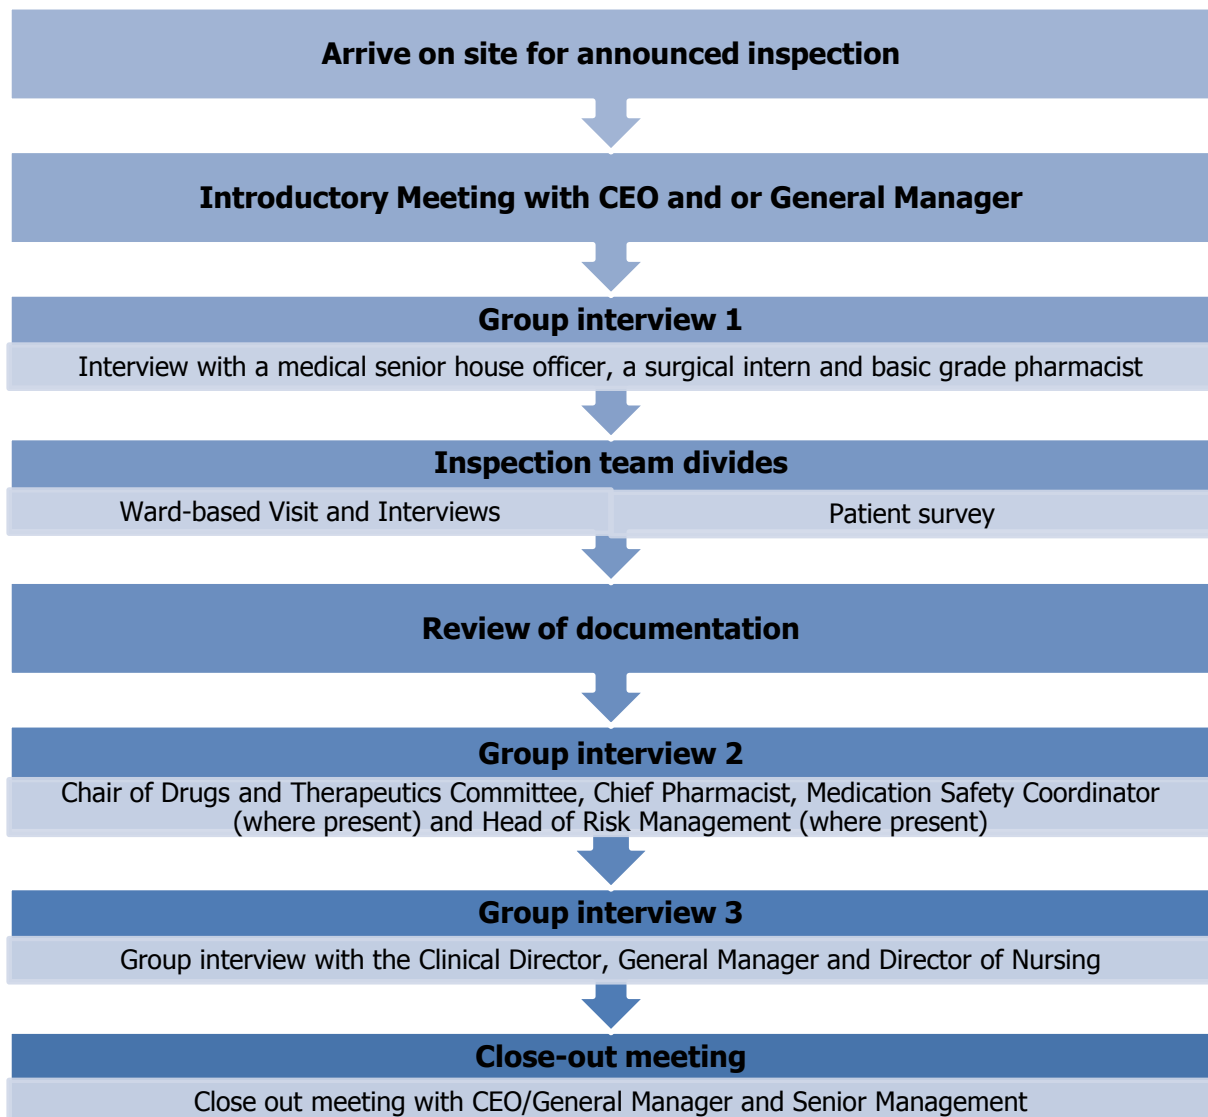 Arrive on site for announced inspection
Introductory Meeting with CEO and or General Manager
Group interview 1
Interview with a medical senior house officer, a surgical intern and basic grade pharmacist
Inspection team divides
Ward-based Visit and Interviews
Patient survey
Review of documentation
Group interview 2
Chair of Drugs and Therapeutics Committee, Chief Pharmacist, Medication Safety Coordinator
(where present) and Head of Risk Management (where present)
Group interview 3
Group interview with the Clinical Director, General Manager and Director of Nursing
Close-out meeting
Close out meeting with CEO/General Manager and Senior Management